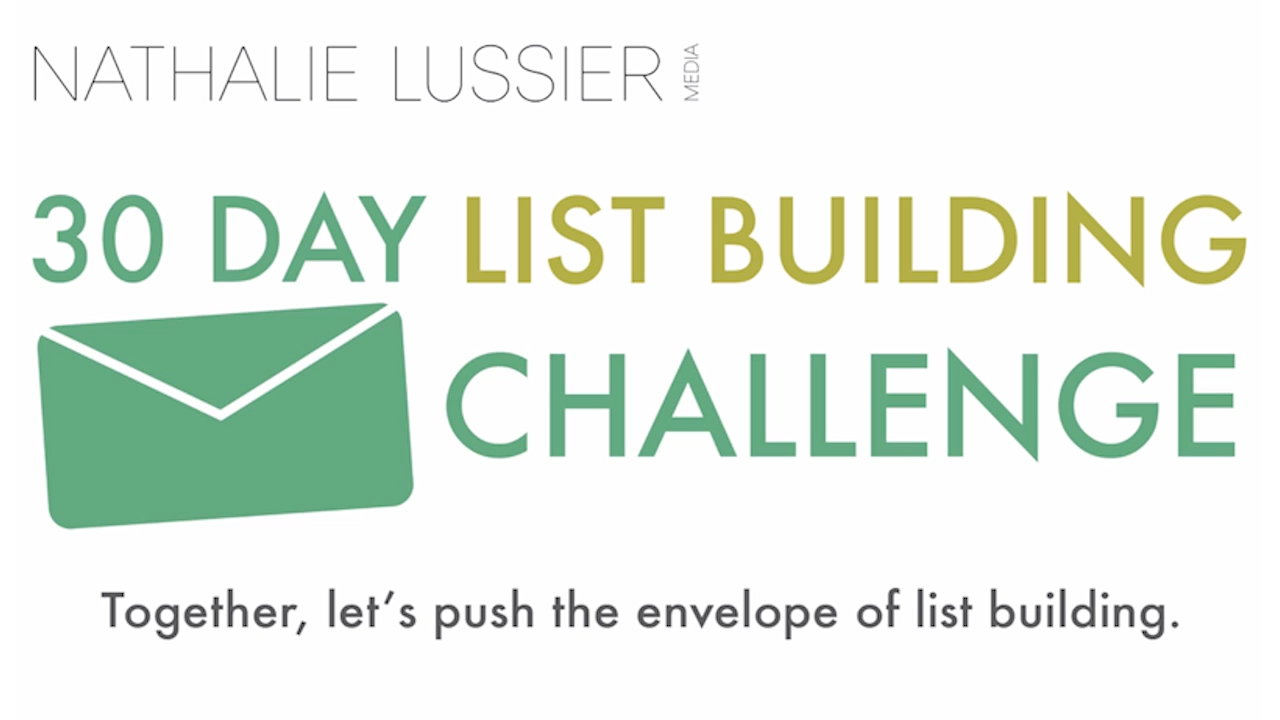 NATHALIE LUSSIER MEDIA
30 DAY LIST BUILDING
CHALLENGE
Together, let’s push the envelope of list building.